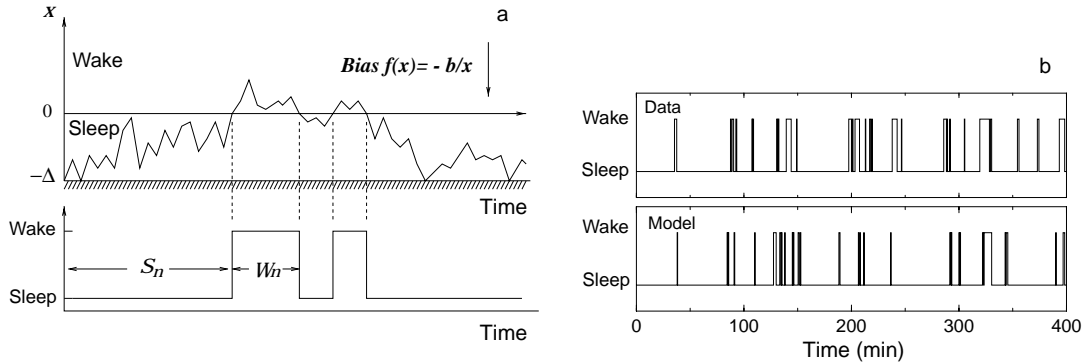 x
a
Wake
Bias f(x)= - b/x
0
Sleep
−Δ
Time
Wake
Sn
Wn
Sleep
Time
b
Wake
Data
Sleep
Wake
Model
Sleep
0 100 200 300 400
Time (min)